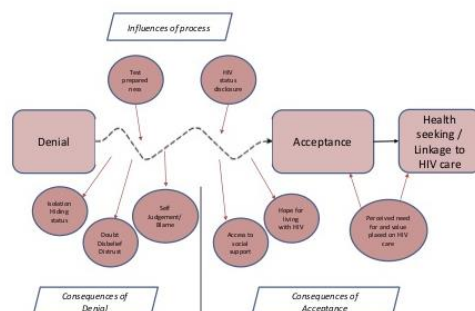 Influences of process
Test
prepared
ness
HIV
status
disclosure
Denial
Acceptance
Health
seeking /
Linkage to
HIV care
Isolation
Hiding
status
Doubt
Disbelief
Distrust
Self
Judgement/
Blame
Access to
social
support
Hope for
living
with HIV
Perceived need
for and value
placed on HIV
care
Consequences of
Denial
Consequences of
Acceptance